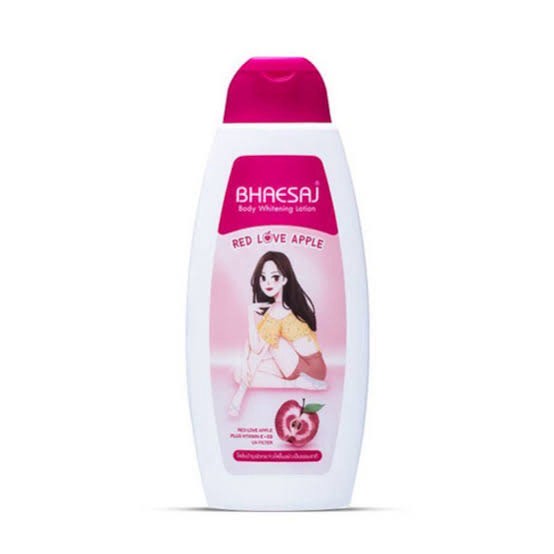 BHAESAJ®
Body Whitening Lotion
RED LOVE APPLE
RED LOVE APPLE
PLUS VITAMIN E + B3
UV FILTER